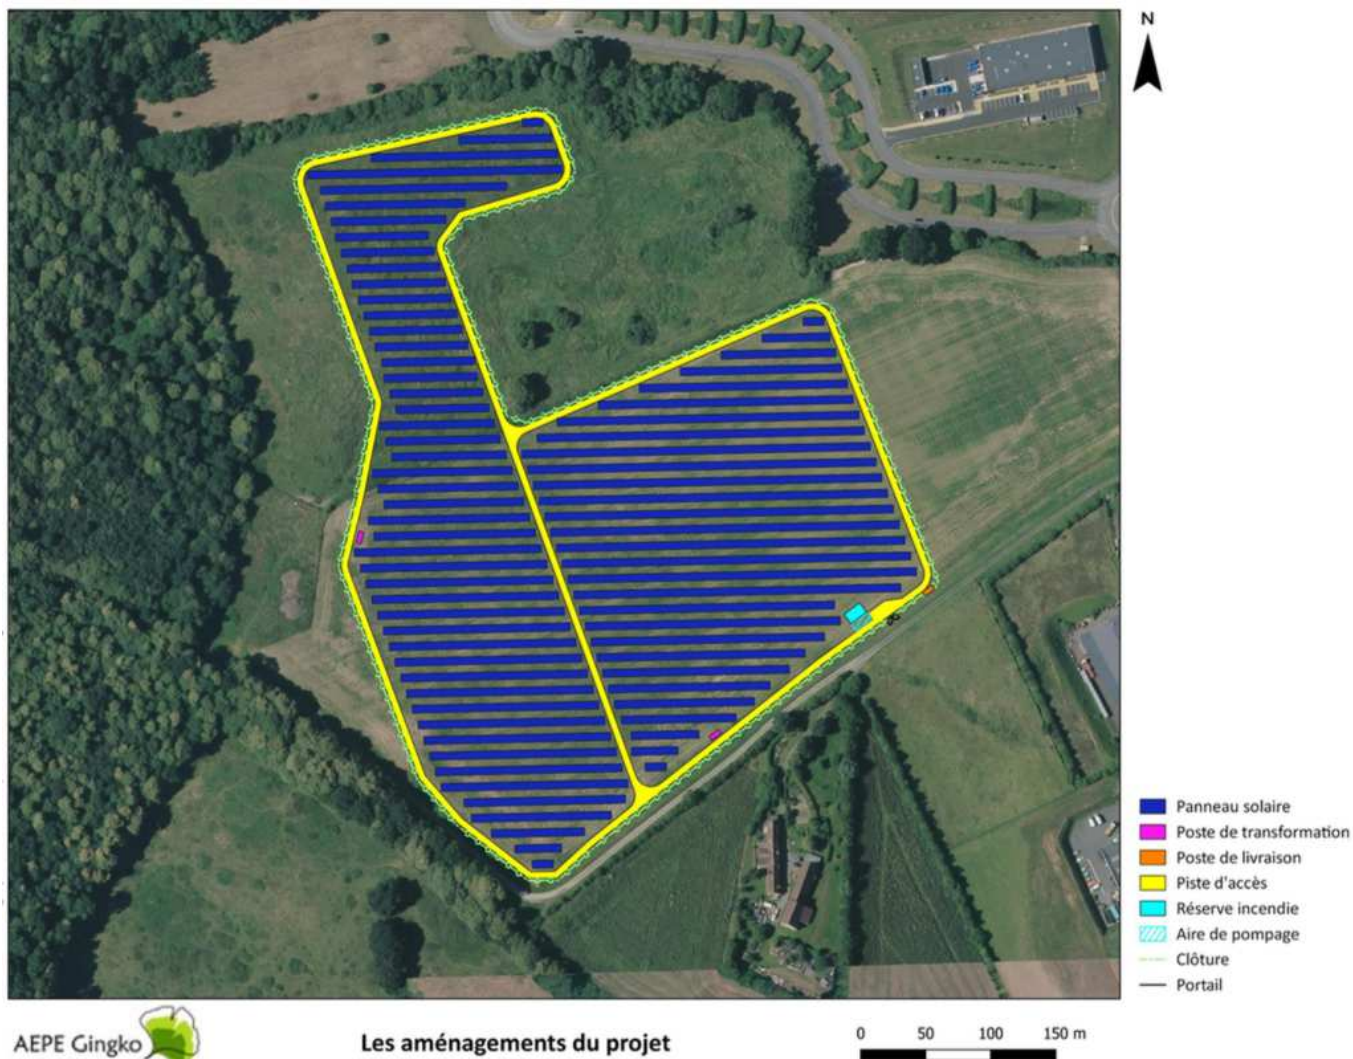 N
Panneau solaire
Poste de transformation
Poste de livraison
Piste d'accès
Réserve incendie
Aire de pompage
Clôture
Portail
AEPE Gingko
Les aménagements du projet
0 50 100 150 m